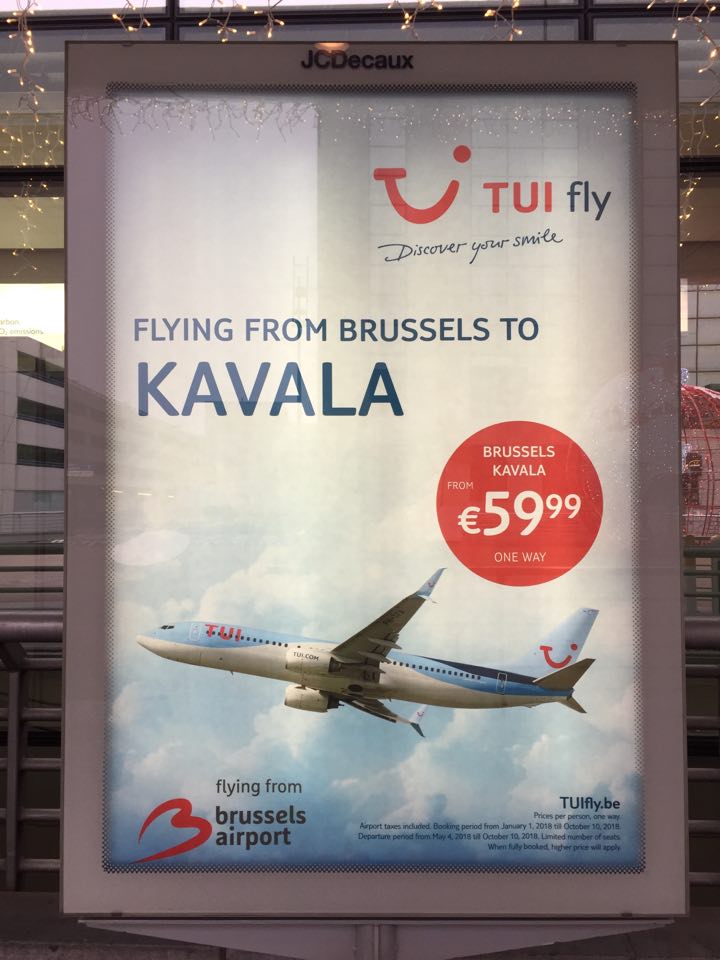 JCDecaux
TUI fly
Discover your smile
FLYING FROM BRUSSELS TO
KAVALA
BRUSSELS
KAVALA
FROM
€59⁹⁹
ONE WAY
TUI
TUI.COM
flying from
brussels
airport
TUIfly.be
Prices per person, one way.
Airport taxes included. Booking period from January 1, 2018 till October 10, 2018.
Departure period from May 4, 2018 till October 10, 2018. Limited number of seats.
When fully booked, higher price will apply.
emissions